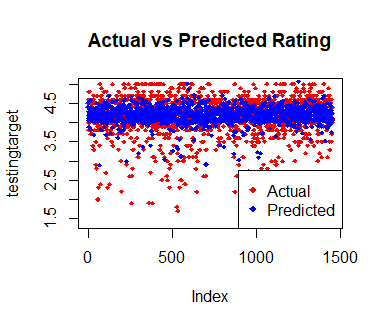 Actual vs Predicted Rating
testingtarget
4.5
3.5
2.5
1.5
Actual
Predicted
0
500
1000
1500
Index